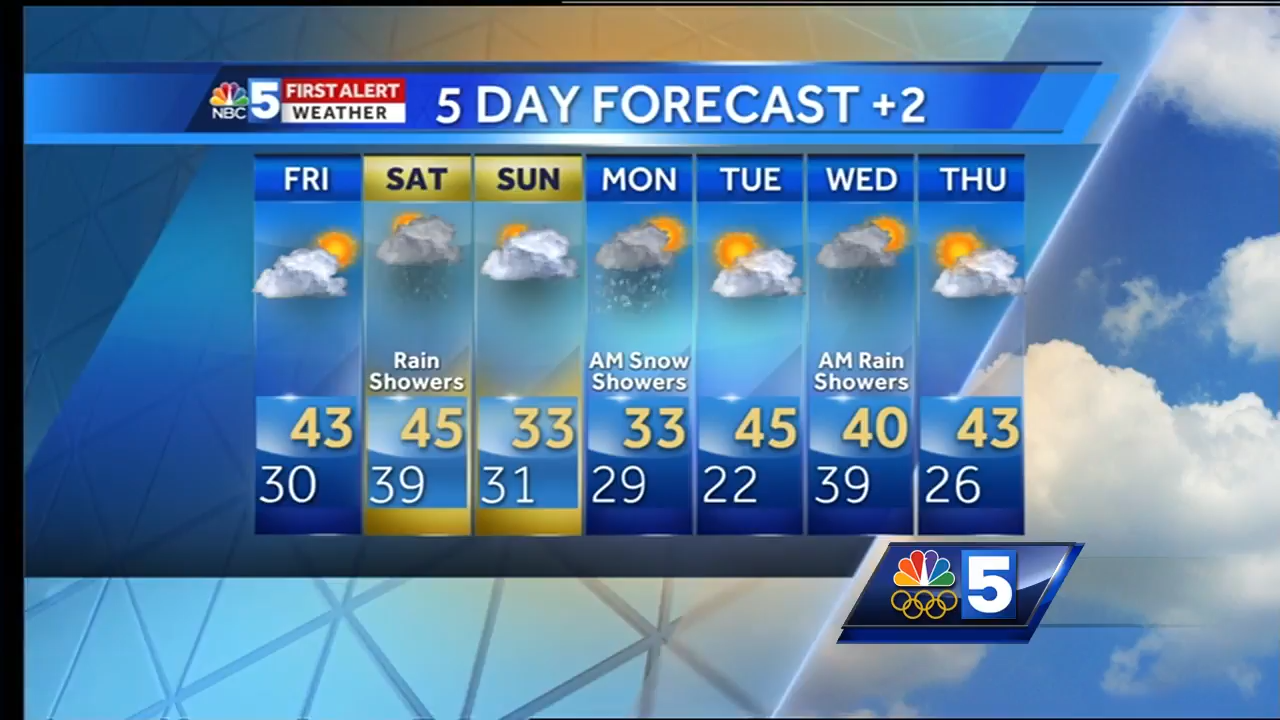 NBC 5 FIRST ALERT WEATHER
5 DAY FORECAST +2
FRI SAT SUN MON TUE WED THU
Rain Showers
AM Snow Showers
AM Rain Showers
43 45 33 33 45 40 43
30 39 31 29 22 39 26
5